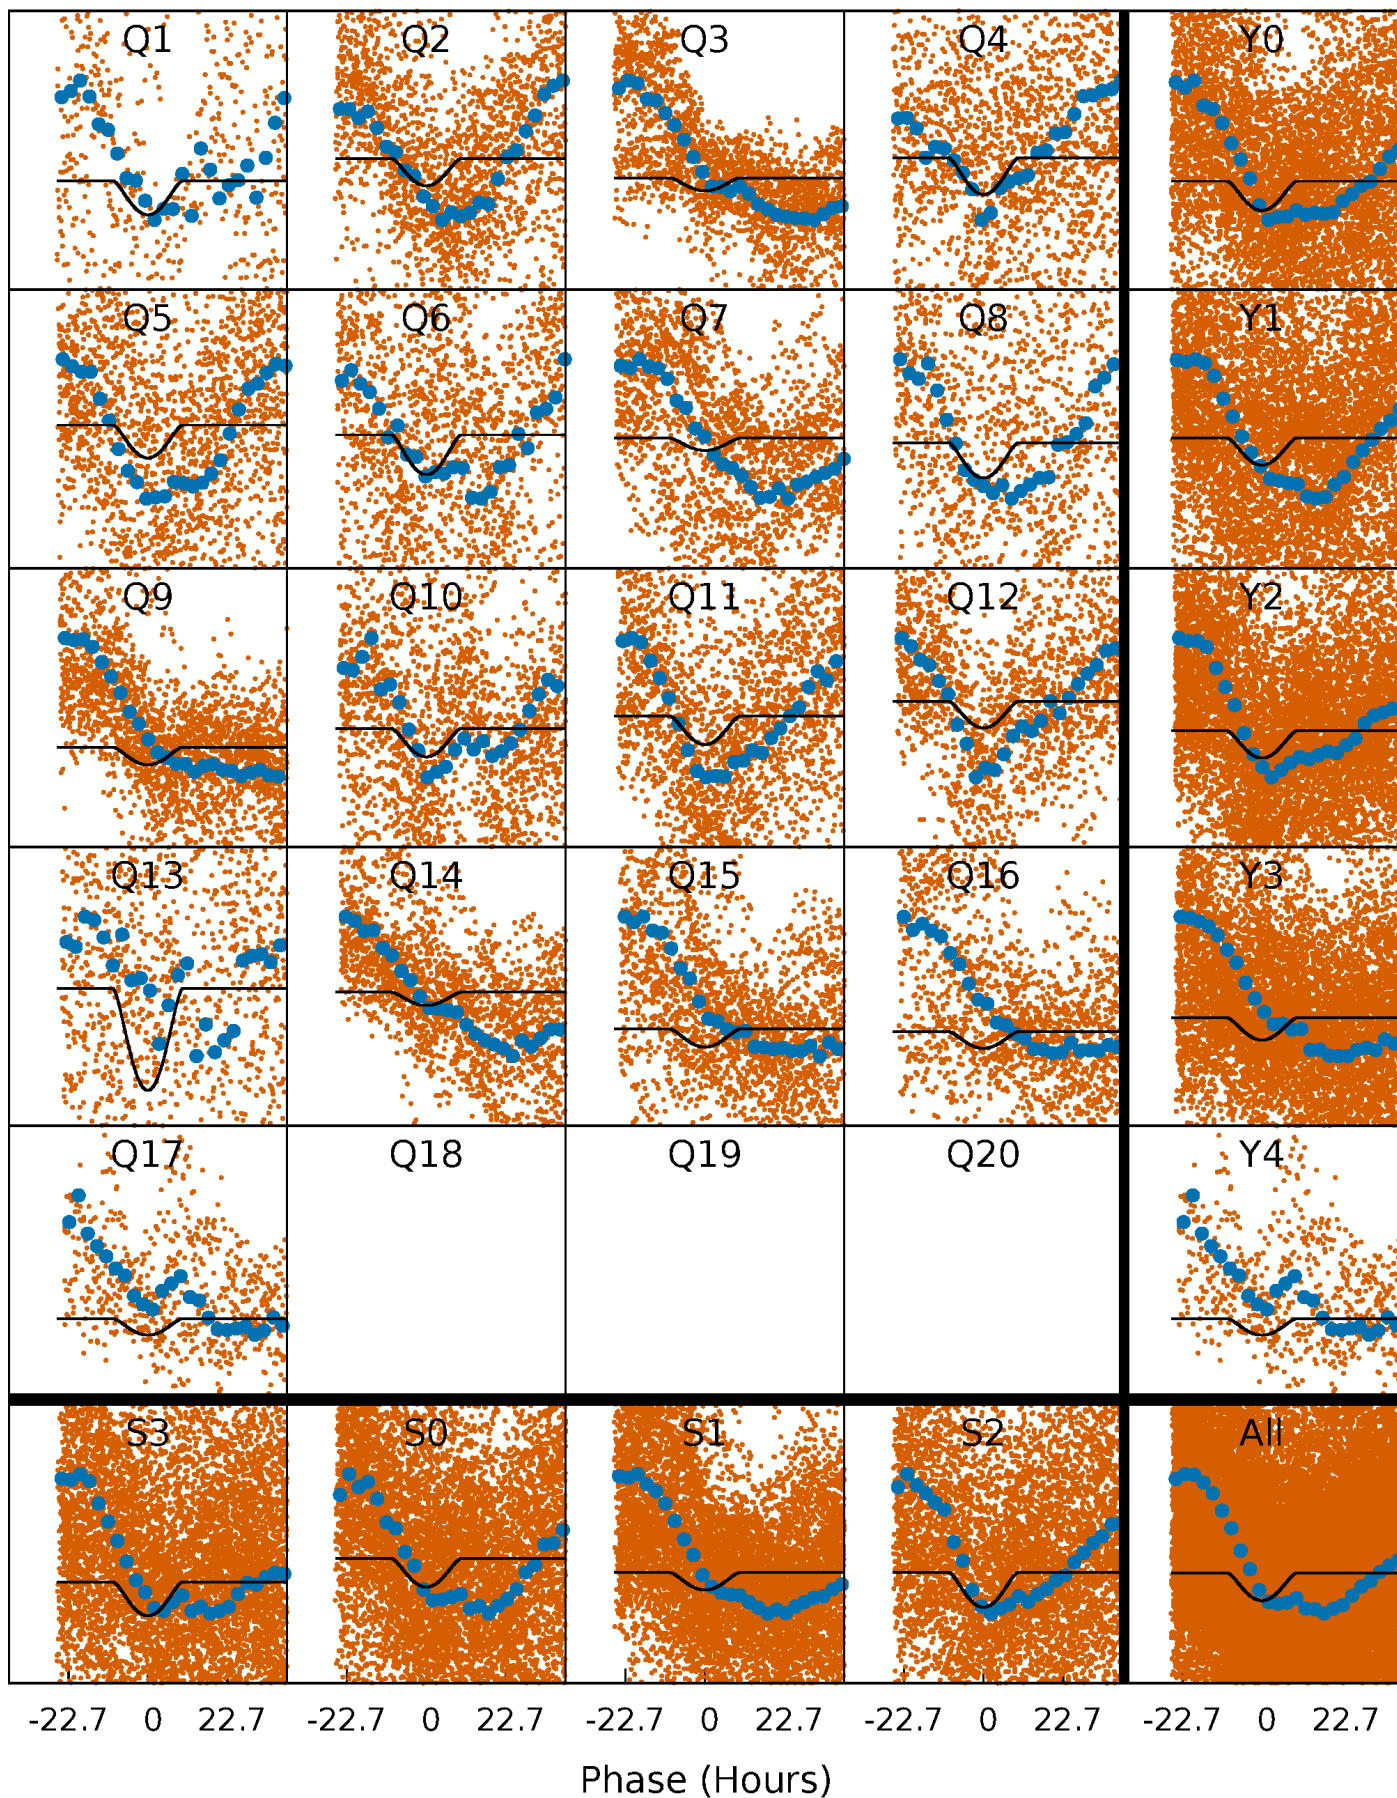 Q1 Q2 Q3 Q4 Y0
Q5 Q6 Q7 Q8 Y1
Q9 Q10 Q11 Q12 Y2
Q13 Q14 Q15 Q16 Y3
Q17 Q18 Q19 Q20 Y4
S3 S0 S1 S2 All
-22.7 0 22.7 -22.7 0 22.7 -22.7 0 22.7 -22.7 0 22.7 -22.7 0 22.7
Phase (Hours)